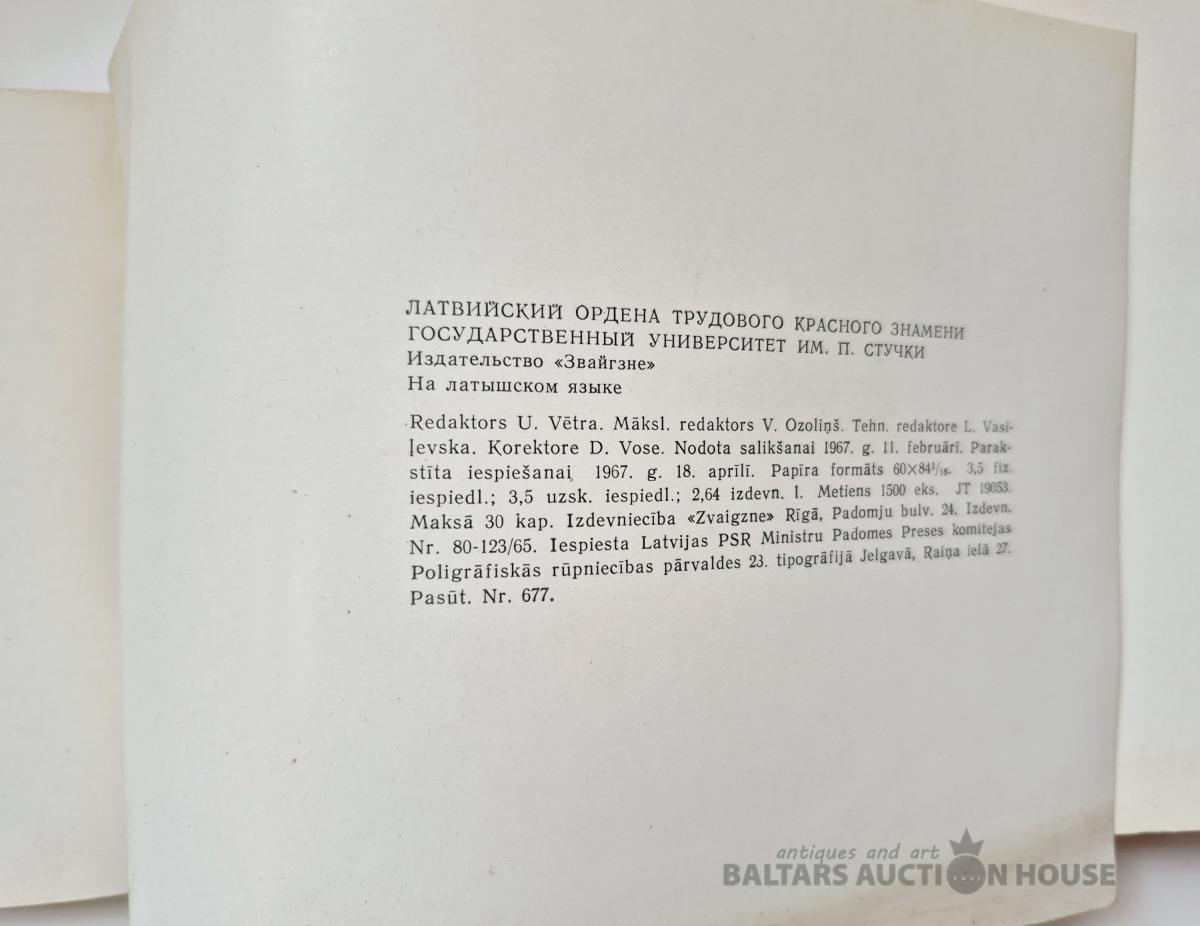 ЛАТВИЙСКИЙ ОРДЕНА ТРУДОВОГО КРАСНОГО ЗНАМЕНИ
ГОСУДАРСТВЕННЫЙ УНИВЕРСИТЕТ ИМ. П. СТУЧКИ
Издательство «Звайгзне»
На латышском языке
Redaktors U. Vētra. Māksl. redaktors V. Ozoliņš. Tehn. redaktore L. Vasi-
ļevska. Korektore D. Vose. Nodota salikšanai 1967. g. 11. februārī. Parak-
stīta iespiešanai 1967. g. 18. aprīlī. Papīra formāts 60×84¹/₁₆. 3,5 fiz.
iespiedl.; 3,5 uzsk. iespiedl.; 2,64 izdevn. l. Metiens 1500 eks. JT 19053.
Maksā 30 kap. Izdevniecība «Zvaigzne» Rīgā, Padomju bulv. 24. Izdevn.
Nr. 80-123/65. Iespiesta Latvijas PSR Ministru Padomes Preses komitejas
Poligrāfiskās rūpniecības pārvaldes 23. tipogrāfijā Jelgavā, Raiņa ielā 27.
Pasūt. Nr. 677.
antiques and art
BALTARS AUCTION HOUSE